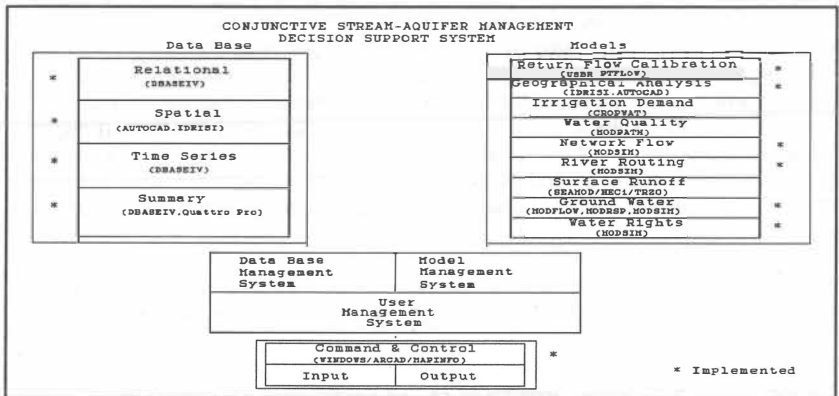 CONJUNCTIVE STREAM-AQUIFER MANAGEMENT
DECISION SUPPORT SYSTEM
Data Base
* Relational
(DBASEIV)
* Spatial
(AUTOCAD.IDRISI)
* Time Series
(DBASEIV)
* Summary
(DBASEIV,Quattro Pro)
Models
Return Flow Calibration *
(USBR PTFLOW)
Geographical Analysis *
(IDRISI.AUTOCAD)
Irrigation Demand
(CROPWAT)
Water Quality
(MODPATH)
Network Flow *
(MODSIM)
River Routing *
(MODSIM)
Surface Runoff
(SEAMOD/HEC1/TR20)
Ground Water *
(MODFLOW,MODRSP,MODSIM)
Water Rights *
(MODSIM)
Data Base
Management
System
Model
Management
System
User
Management
System
Command & Control *
(WINDOWS/ARCAD/MAPINFO)
Input
Output
* Implemented